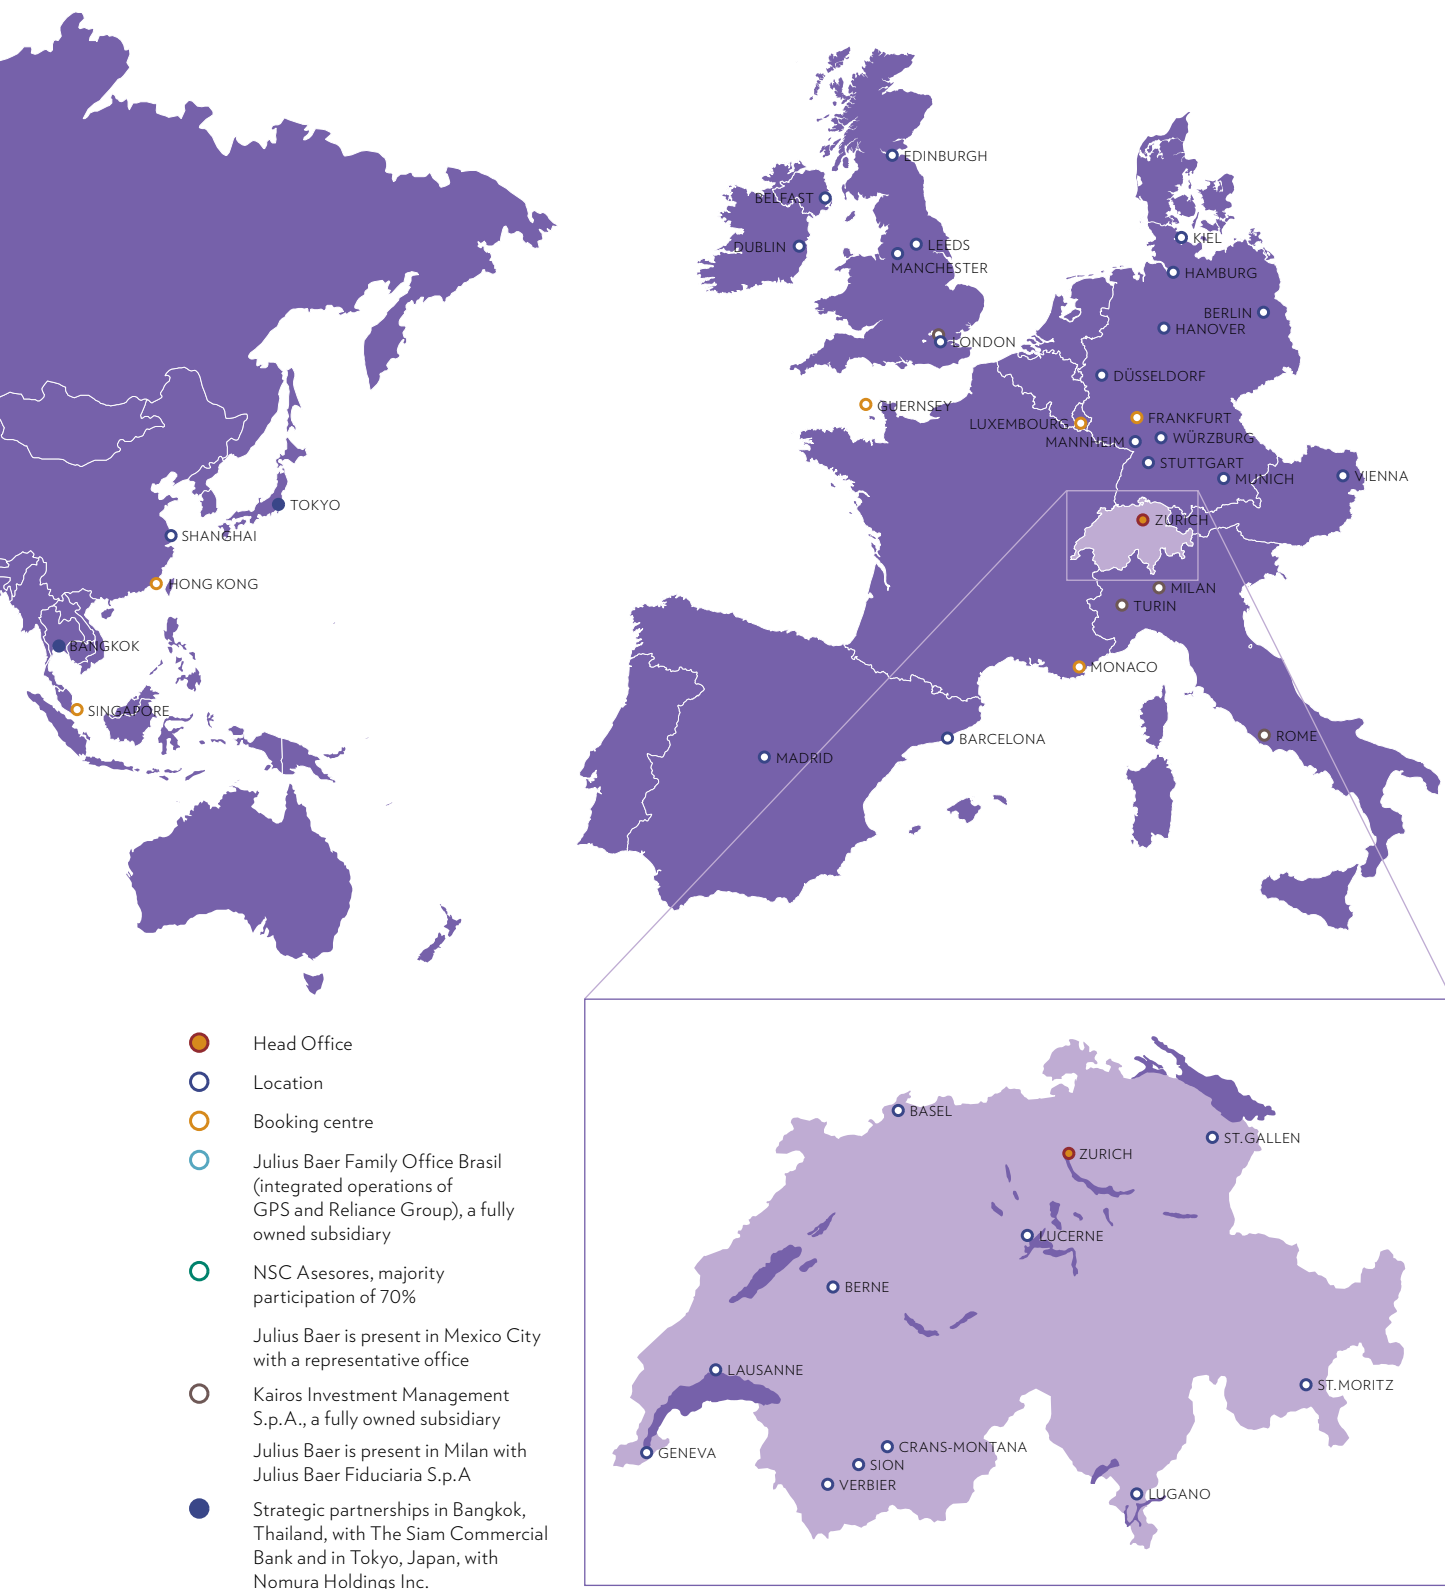 EDINBURGH
BELFAST
DUBLIN
LEEDS
MANCHESTER
LONDON
GUERNSEY
KIEL
HAMBURG
BERLIN
HANOVER
DÜSSELDORF
LUXEMBOURG
FRANKFURT
MANNHEIM
WÜRZBURG
STUTTGART
MUNICH
VIENNA
ZURICH
MILAN
TURIN
MONACO
ROME
BARCELONA
MADRID
TOKYO
SHANGHAI
HONG KONG
BANGKOK
SINGAPORE
Head Office
Location
Booking centre
Julius Baer Family Office Brasil
(integrated operations of
GPS and Reliance Group), a fully
owned subsidiary
NSC Asesores, majority
participation of 70%
Julius Baer is present in Mexico City
with a representative office
Kairos Investment Management
S.p.A., a fully owned subsidiary
Julius Baer is present in Milan with
Julius Baer Fiduciaria S.p.A
Strategic partnerships in Bangkok,
Thailand, with The Siam Commercial
Bank and in Tokyo, Japan, with
Nomura Holdings Inc.
BASEL
ST.GALLEN
ZURICH
LUCERNE
BERNE
LAUSANNE
ST.MORITZ
GENEVA
CRANS-MONTANA
SION
VERBIER
LUGANO